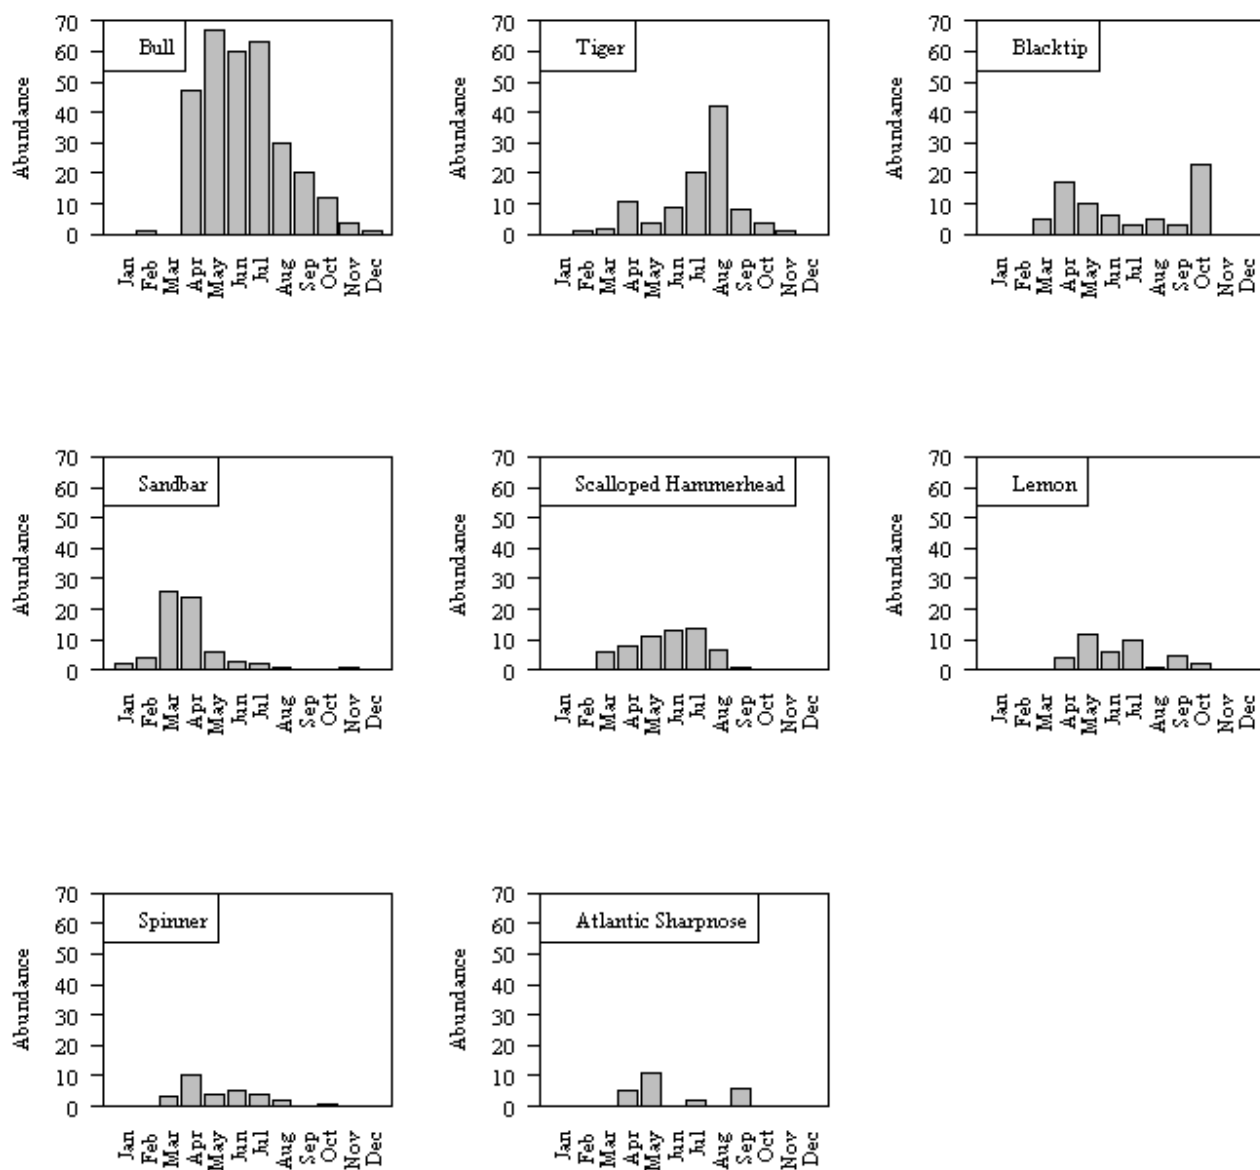 Bull
Abundance
70
60
50
40
30
20
10
0
Jan
Feb
Mar
Apr
May
Jun
Jul
Aug
Sep
Oct
Nov
Dec
Tiger
Abundance
70
60
50
40
30
20
10
0
Jan
Feb
Mar
Apr
May
Jun
Jul
Aug
Sep
Oct
Nov
Dec
Blacktip
Abundance
70
60
50
40
30
20
10
0
Jan
Feb
Mar
Apr
May
Jun
Jul
Aug
Sep
Oct
Nov
Dec
Sandbar
Abundance
70
60
50
40
30
20
10
0
Jan
Feb
Mar
Apr
May
Jun
Jul
Aug
Sep
Oct
Nov
Dec
Scalloped Hammerhead
Abundance
70
60
50
40
30
20
10
0
Jan
Feb
Mar
Apr
May
Jun
Jul
Aug
Sep
Oct
Nov
Dec
Lemon
Abundance
70
60
50
40
30
20
10
0
Jan
Feb
Mar
Apr
May
Jun
Jul
Aug
Sep
Oct
Nov
Dec
Spinner
Abundance
70
60
50
40
30
20
10
0
Jan
Feb
Mar
Apr
May
Jun
Jul
Aug
Sep
Oct
Nov
Dec
Atlantic Sharpnose
Abundance
70
60
50
40
30
20
10
0
Jan
Feb
Mar
Apr
May
Jun
Jul
Aug
Sep
Oct
Nov
Dec